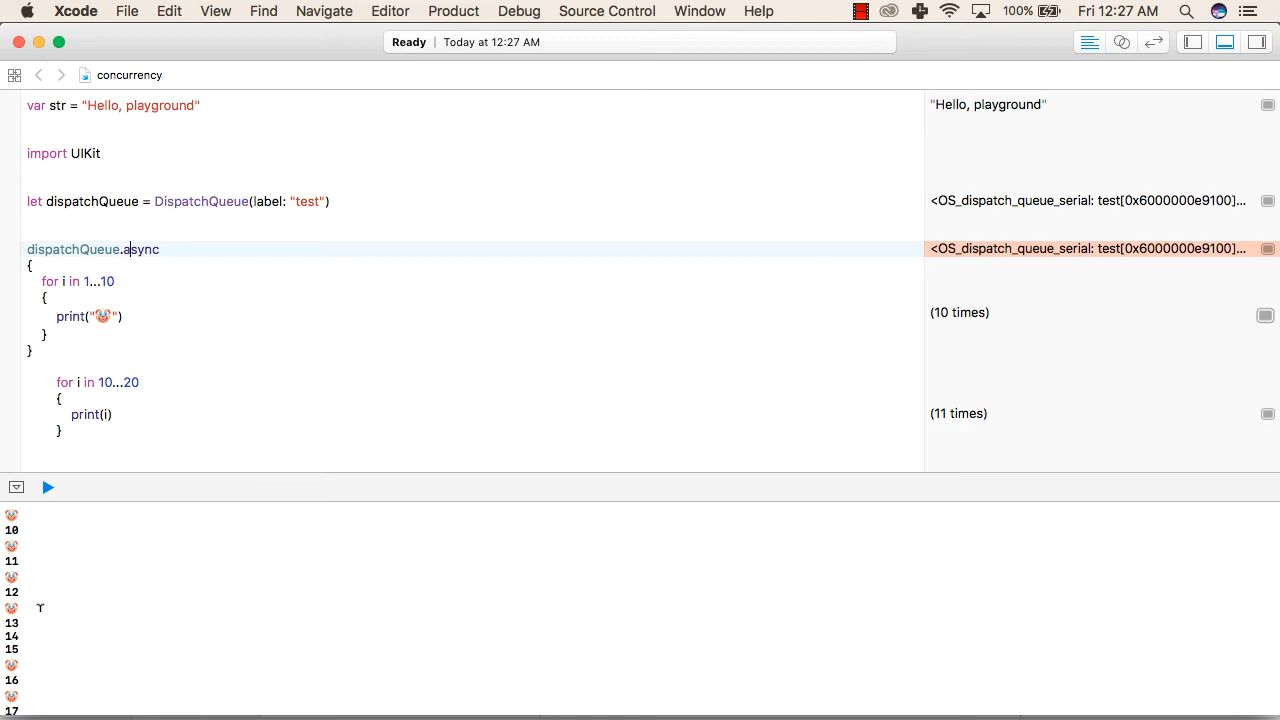 Xcode File Edit View Find Navigate Editor Product Debug Source Control Window Help 100% Fri 12:27 AM
Ready | Today at 12:27 AM
concurrency
var str = "Hello, playground"
"Hello, playground"
import UIKit
let dispatchQueue = DispatchQueue(label: "test")
<OS_dispatch_queue_serial: test[0x6000000e9100]...
dispatchQueue.async
<OS_dispatch_queue_serial: test[0x6000000e9100]...
{
for i in 1...10
{
print("🤡")
(10 times)
}
}
for i in 10...20
{
print(i)
(11 times)
}
🤡
10
🤡
11
🤡
12
🤡
13
14
15
🤡
16
🤡
17